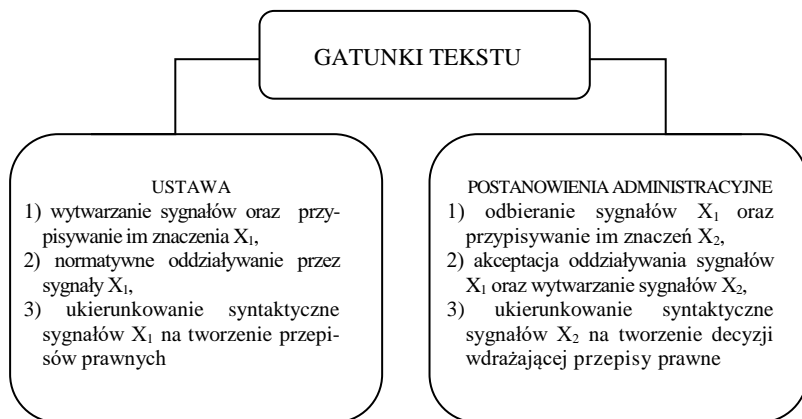 GATUNKI TEKSTU
USTAWA
1) wytwarzanie sygnałów oraz przy-
pisywanie im znaczenia X₁,
2) normatywne oddziaływanie przez
sygnały X₁,
3) ukierunkowanie syntaktyczne
sygnałów X₁ na tworzenie przepi-
sów prawnych
POSTANOWIENIA ADMINISTRACYJNE
1) odbieranie sygnałów X₁ oraz
przypisywanie im znaczeń X₂,
2) akceptacja oddziaływania sygnałów
X₁ oraz wytwarzanie sygnałów X₂,
3) ukierunkowanie syntaktyczne
sygnałów X₂ na tworzenie decyzji
wdrażającej przepisy prawne